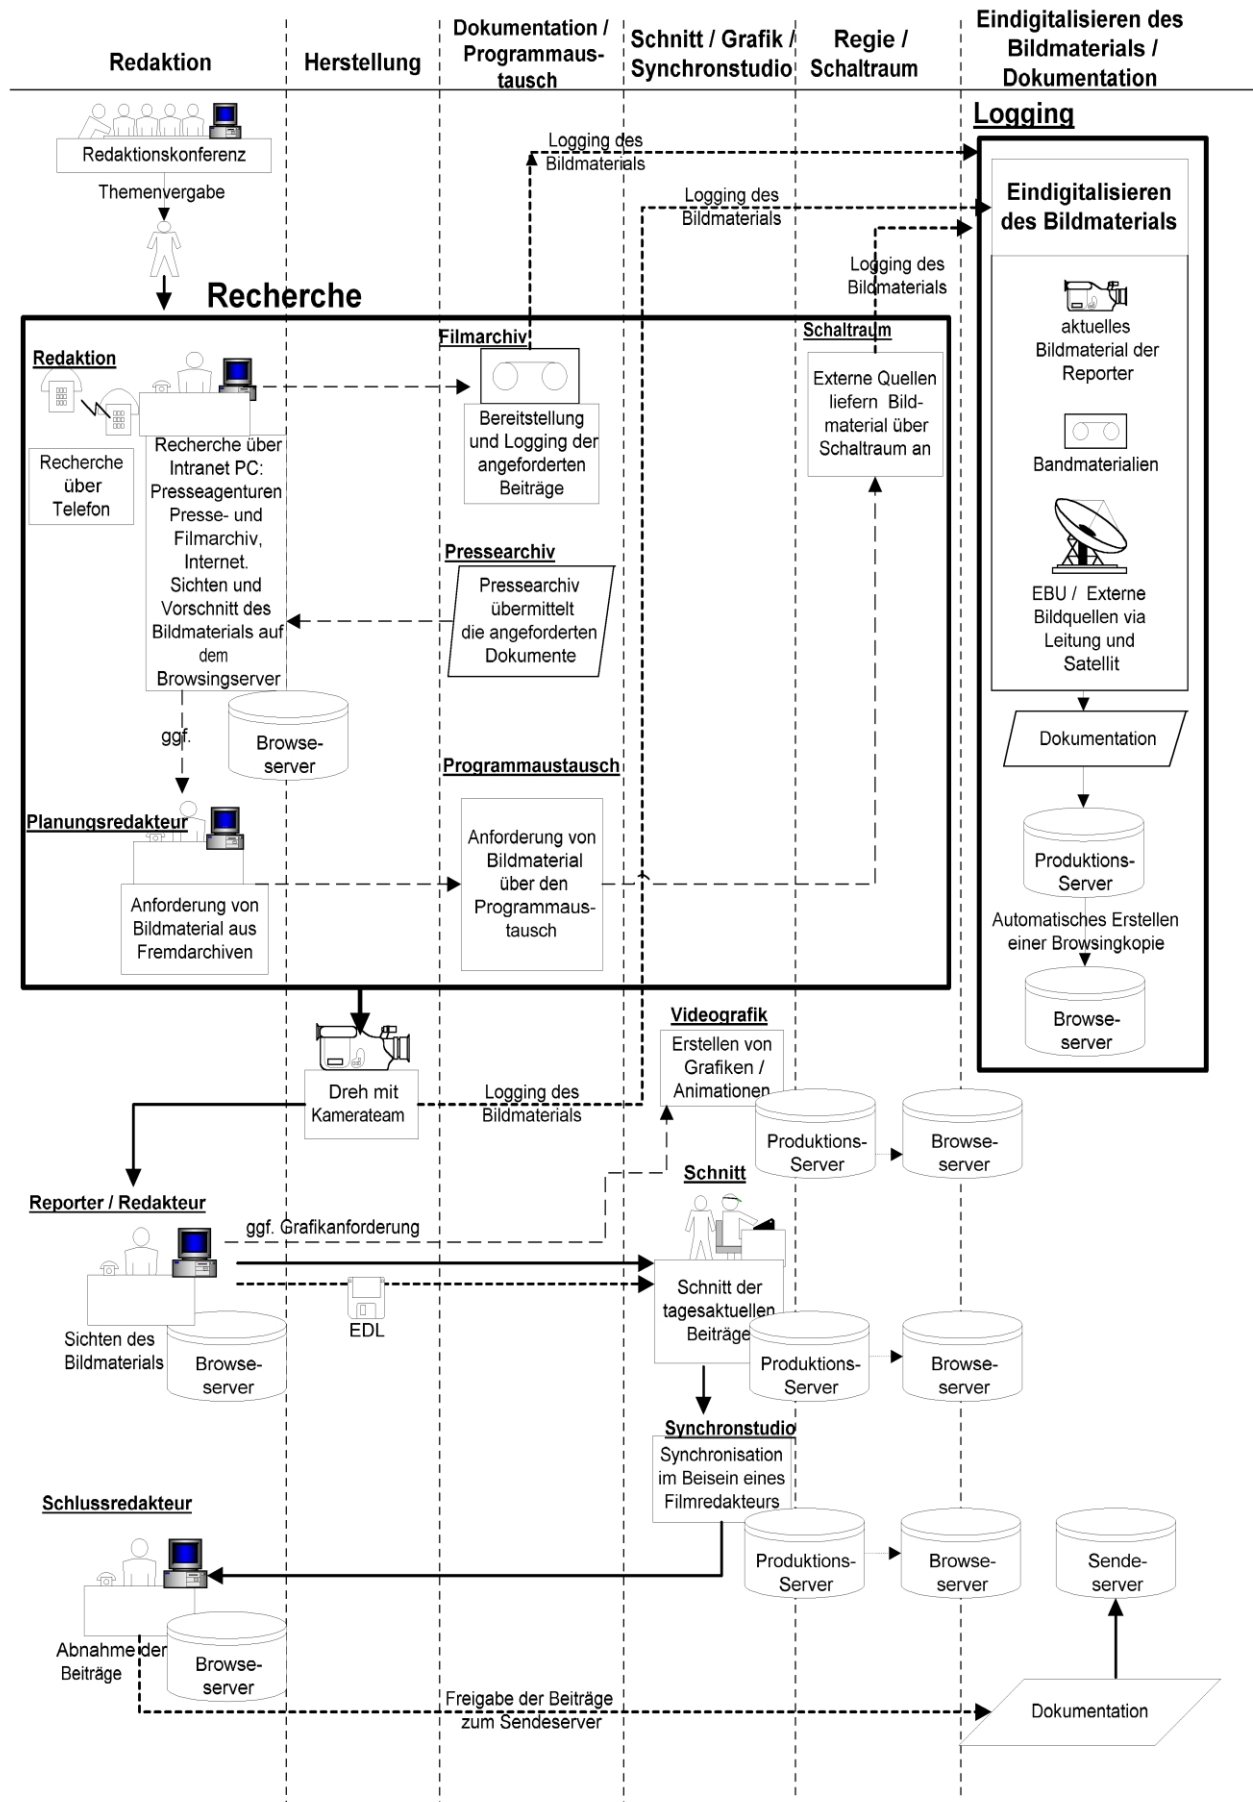 Redaktion
Herstellung
Dokumentation /
Programmaus-
tausch
Schnitt / Grafik /
Synchronstudio
Regie /
Schaltraum
Eindigitalisieren des
Bildmaterials /
Dokumentation
Redaktionskonferenz
Themenvergabe
Logging des
Bildmaterials
Logging des
Bildmaterials
Logging des
Bildmaterials
Logging
Eindigitalisieren
des Bildmaterials
aktuelles
Bildmaterial der
Reporter
Bandmaterialien
EBU / Externe
Bildquellen via
Leitung und
Satellit
Dokumentation
Produktions-
Server
Automatisches Erstellen
einer Browsingkopie
Browse-
server
Recherche
Redaktion
Recherche
über
Telefon
Recherche über
Intranet PC:
Presseagenturen
Presse- und
Filmarchiv,
Internet.
Sichten und
Vorschnitt des
Bildmaterials auf
dem
Browsingserver
Filmarchiv
Bereitstellung
und Logging der
angeforderten
Beiträge
Schaltraum
Externe Quellen
liefern Bild-
material über
Schaltraum an
Pressearchiv
Pressearchiv
übermittelt
die angeforderten
Dokumente
ggf.
Browse-
server
Planungsredakteur
Anforderung von
Bildmaterial aus
Fremdarchiven
Programmaustausch
Anforderung von
Bildmaterial
über den
Programmaus-
tausch
Dreh mit
Kamerateam
Logging des
Bildmaterials
Videografik
Erstellen von
Grafiken /
Animationen
Produktions-
Server
Browse-
server
Reporter / Redakteur
ggf. Grafikanforderung
EDL
Sichten des
Bildmaterials
Browse-
server
Schnitt
Schnitt der
tagesaktuellen
Beiträge
Produktions-
Server
Browse-
server
Synchronstudio
Synchronisation
im Beisein eines
Filmredakteurs
Produktions-
Server
Browse-
server
Sende-
server
Schlussredakteur
Abnahme der
Beiträge
Browse-
server
Freigabe der Beiträge
zum Sendeserver
Dokumentation